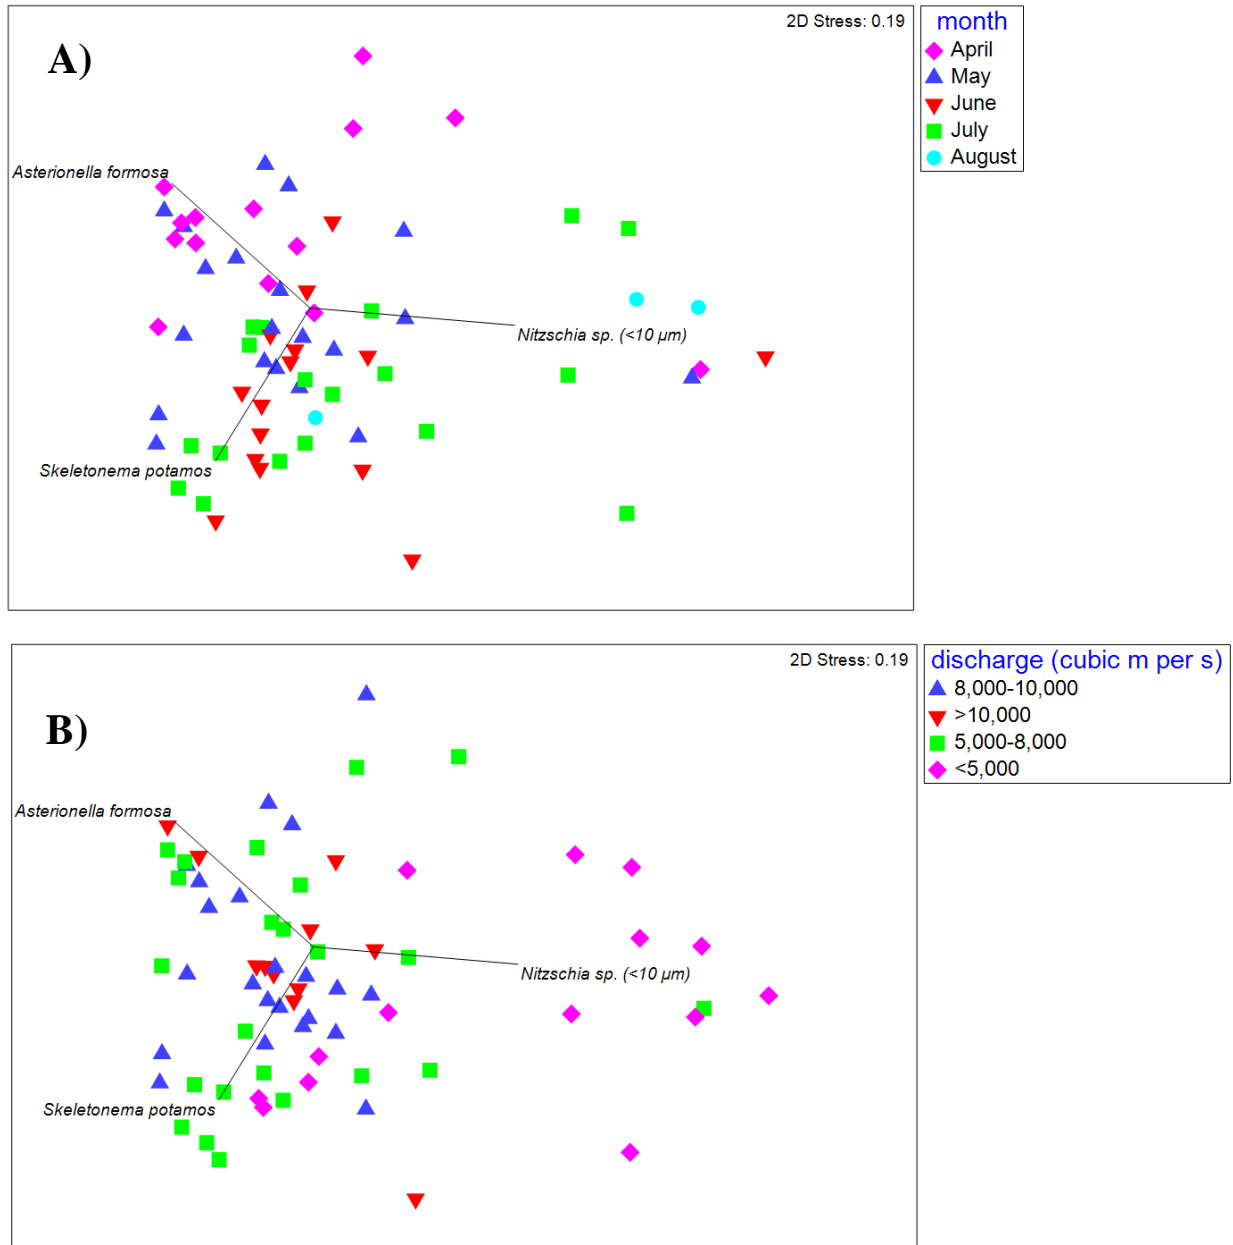 2D Stress: 0.19
A)
month
April
May
June
July
August
Asterionella formosa
Nitzschia sp. (<10 µm)
Skeletonema potamos
2D Stress: 0.19
B)
discharge (cubic m per s)
8,000-10,000
>10,000
5,000-8,000
<5,000
Asterionella formosa
Nitzschia sp. (<10 µm)
Skeletonema potamos